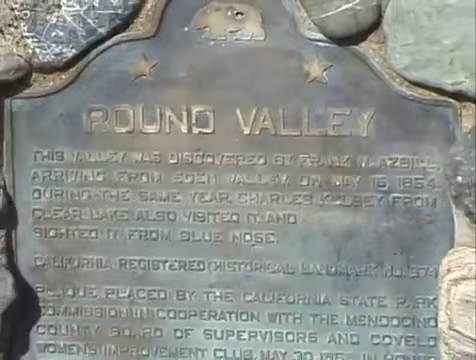 ROUND VALLEY
THIS VALLEY WAS DISCOVERED BY FRANK M. AZBILL
ARRIVING FROM EDEN VALLEY ON MAY 15, 1854.
DURING THE SAME YEAR CHARLES KELSEY FROM
CLEAR LAKE ALSO VISITED IT AND
SIGHTED IT FROM BLUE NOSE.
CALIFORNIA REGISTERED HISTORICAL LANDMARK NO. 674
PLAQUE PLACED BY THE CALIFORNIA STATE PARK
COMMISSION IN COOPERATION WITH THE MENDOCINO
COUNTY BOARD OF SUPERVISORS AND COVELO
WOMENS IMPROVEMENT CLUB, MAY 30,